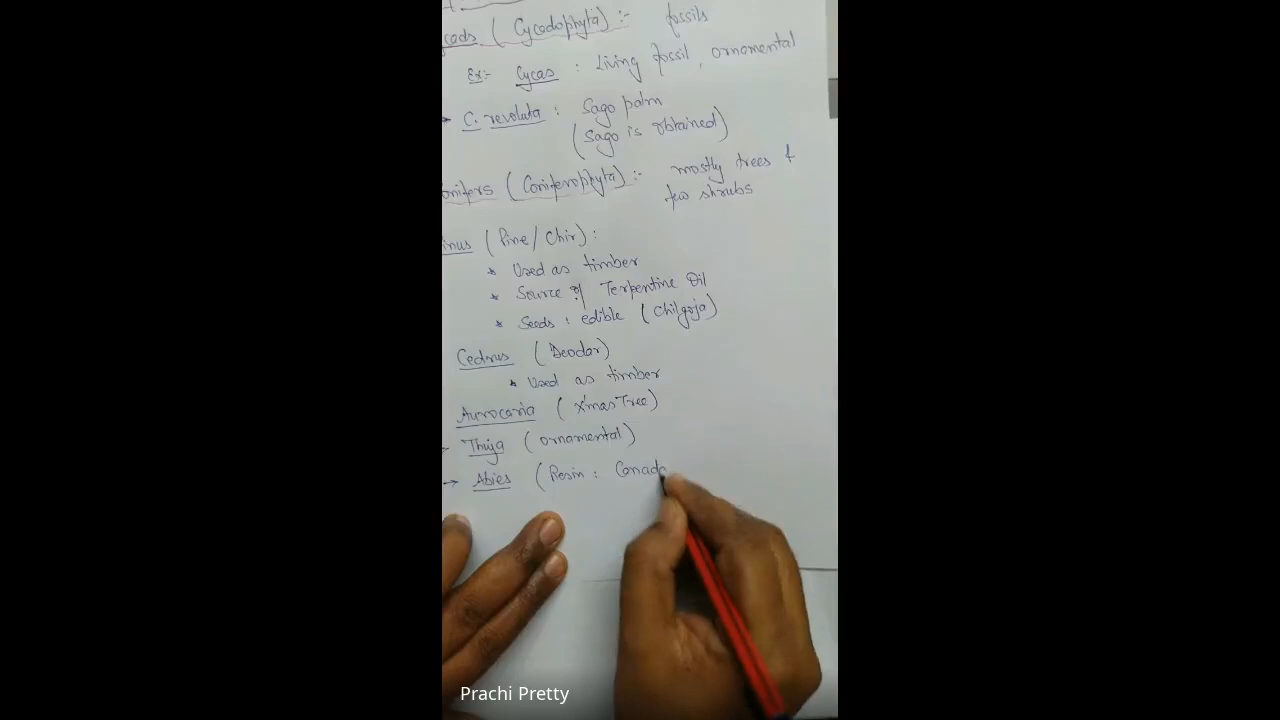 cads (Cycadophyta) :- fossils
Ex:- Cycas : Living fossil, ornamental
C. revoluta : Sago palm
(Sago is obtained)
onifers (Coniferophyta) :- mostly trees &
few shrubs
inus (Pine/Chir) :
* Used as timber
* Source of Terpentine Oil
* Seeds : edible (Chilgoja)
Cedrus (Deodar)
* Used as timber
Aurocaria (X'mas Tree)
Thuja (ornamental)
→ Abies (Resin : Canada
Prachi Pretty